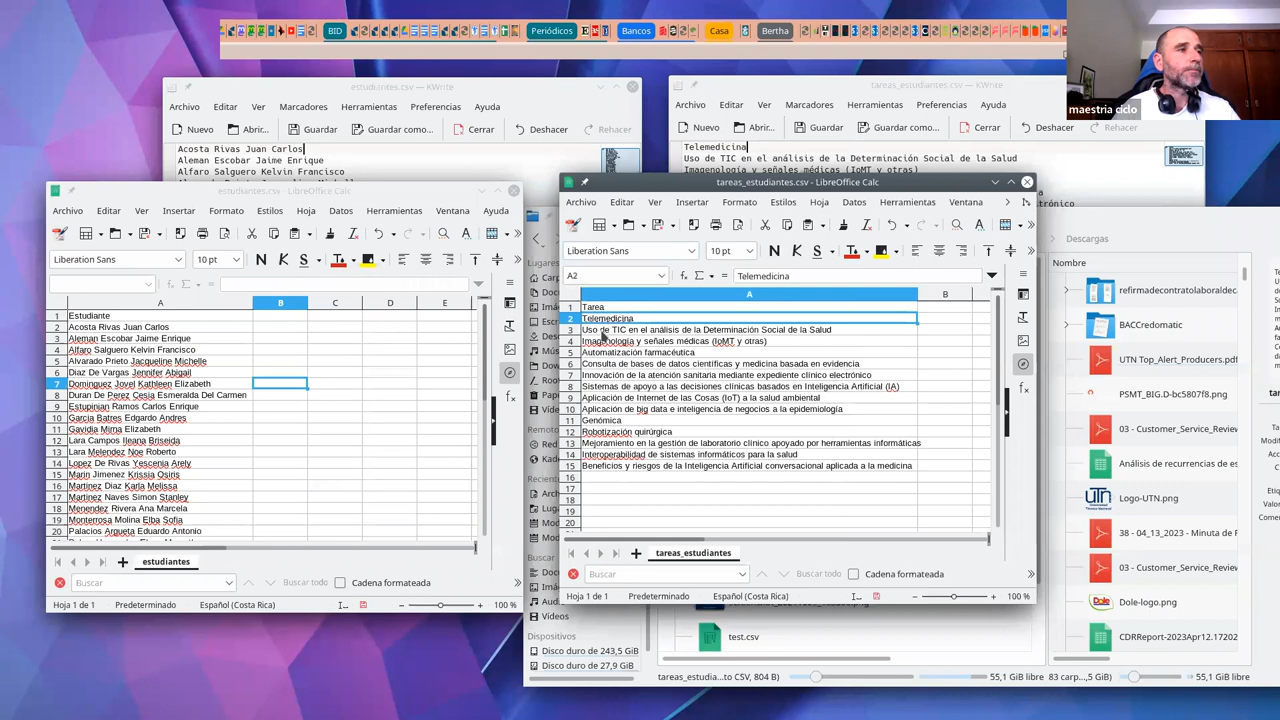 BID
Periódicos
Bancos
Casa
Bertha
maestria ciclo
estudiantes.csv — KWrite
Archivo Editar Ver Marcadores Herramientas Preferencias Ayuda
Nuevo Abrir... Guardar Guardar como... Cerrar Deshacer Rehacer
Acosta Rivas Juan Carlos
Aleman Escobar Jaime Enrique
Alfaro Salguero Kelvin Francisco
tareas_estudiantes.csv — KWrite
Archivo Editar Ver Marcadores Herramientas Preferencias Ayuda
Nuevo Abrir... Guardar Guardar como... Cerrar Deshacer Rehacer
Telemedicina
Uso de TIC en el análisis de la Determinación Social de la Salud
Imagenología y señales médicas (IoMT y otras)
estudiantes.csv - LibreOffice Calc
Archivo Editar Ver Insertar Formato Estilos Hoja Datos Herramientas Ventana Ayuda
Liberation Sans 10 pt N K S
A B C D E
1 Estudiante
2 Acosta Rivas Juan Carlos
3 Aleman Escobar Jaime Enrique
4 Alfaro Salguero Kelvin Francisco
5 Alvarado Prieto Jacqueline Michelle
6 Diaz De Vargas Jennifer Abigail
7 Dominguez Jovel Kathleen Elizabeth
8 Duran De Perez Cesia Esmeralda Del Carmen
9 Estupinian Ramos Carlos Enrique
10 Garcia Batres Edgardo Andres
11 Gavidia Mirna Elizabeth
12 Lara Campos Ileana Briseida
13 Lara Melendez Noe Roberto
14 Lopez De Rivas Yescenia Arely
15 Marin Jimenez Krissia Osiris
16 Martinez Diaz Karla Melissa
17 Martinez Naves Simon Stanley
18 Menendez Rivera Ana Marcela
19 Monterrosa Molina Elba Sofia
20 Palacios Argueta Eduardo Antonio
estudiantes
Buscar Buscar todo Cadena formateada
Hoja 1 de 1 Predeterminado Español (Costa Rica) 100 %
tareas_estudiantes.csv - LibreOffice Calc
Archivo Editar Ver Insertar Formato Estilos Hoja Datos Herramientas Ventana
Liberation Sans 10 pt N K S
A2 Telemedicina
A B
1 Tarea
2 Telemedicina
3 Uso de TIC en el análisis de la Determinación Social de la Salud
4 Imagenología y señales médicas (IoMT y otras)
5 Automatización farmacéutica
6 Consulta de bases de datos científicas y medicina basada en evidencia
7 Innovación de la atención sanitaria mediante expediente clínico electrónico
8 Sistemas de apoyo a las decisiones clínicas basados en Inteligencia Artificial (IA)
9 Aplicación de Internet de las Cosas (IoT) a la salud ambiental
10 Aplicación de big data e inteligencia de negocios a la epidemiología
11 Genómica
12 Robotización quirúrgica
13 Mejoramiento en la gestión de laboratorio clínico apoyado por herramientas informáticas
14 Interoperabilidad de sistemas informáticos para la salud
15 Beneficios y riesgos de la Inteligencia Artificial conversacional aplicada a la medicina
16
17
18
19
20
tareas_estudiantes
Buscar Buscar todo Cadena formateada
Hoja 1 de 1 Predeterminado Español (Costa Rica) 100 %
Lugares
Remoto
Red
Buscar
Vídeos
Dispositivos
Disco duro de 243,5 GiB
Disco duro de 27,9 GiB
test.csv
tareas_estudia...to CSV, 804 B) 55,1 GiB libre
Descargas
Nombre
refirmadecontratolaboraldec
BACCredomatic
UTN Top_Alert_Producers.pdf
PSMT_BIG.D-bc5807f8.png
03 - Customer_Service_Review
Análisis de recurrencias de es
Logo-UTN.png
38 - 04_13_2023 - Minuta de R
03 - Customer_Service_Review
Dole-logo.png
CDRReport-2023Apr12.17202
83 carp...,5 GiB) 55,1 GiB libre